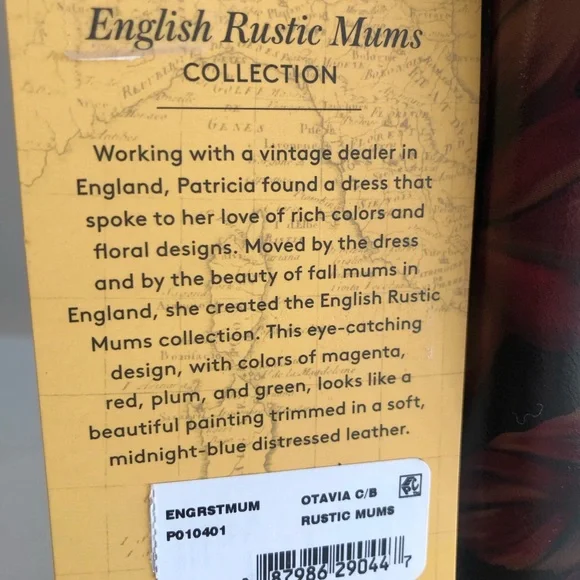 English Rustic Mums
COLLECTION
Working with a vintage dealer in
England, Patricia found a dress that
spoke to her love of rich colors and
floral designs. Moved by the dress
and by the beauty of fall mums in
England, she created the English Rustic
Mums collection. This eye-catching
design, with colors of magenta,
red, plum, and green, looks like a
beautiful painting trimmed in a soft,
midnight-blue distressed leather.
ENGRSTMUM OTAVIA C/B
P010401 RUSTIC MUMS
87986 29044 7